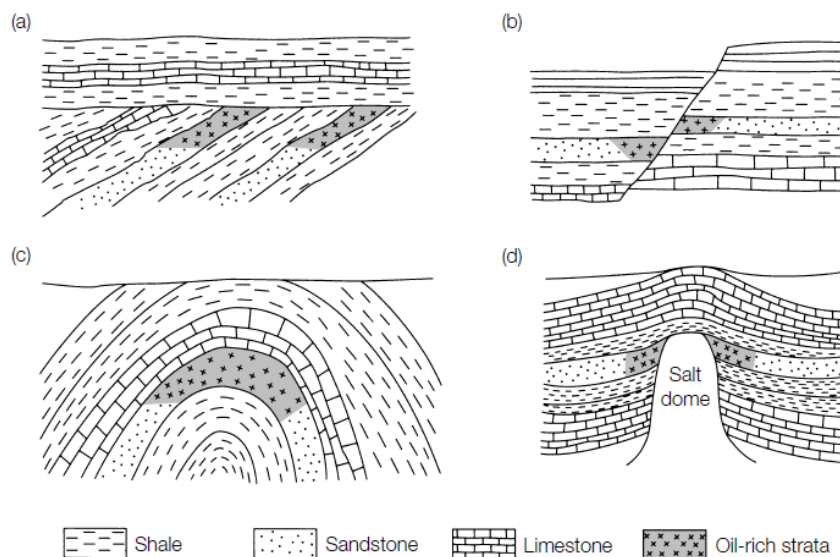 (a)
(b)
(c)
(d)
Salt
dome
Shale
Sandstone
Limestone
Oil-rich strata